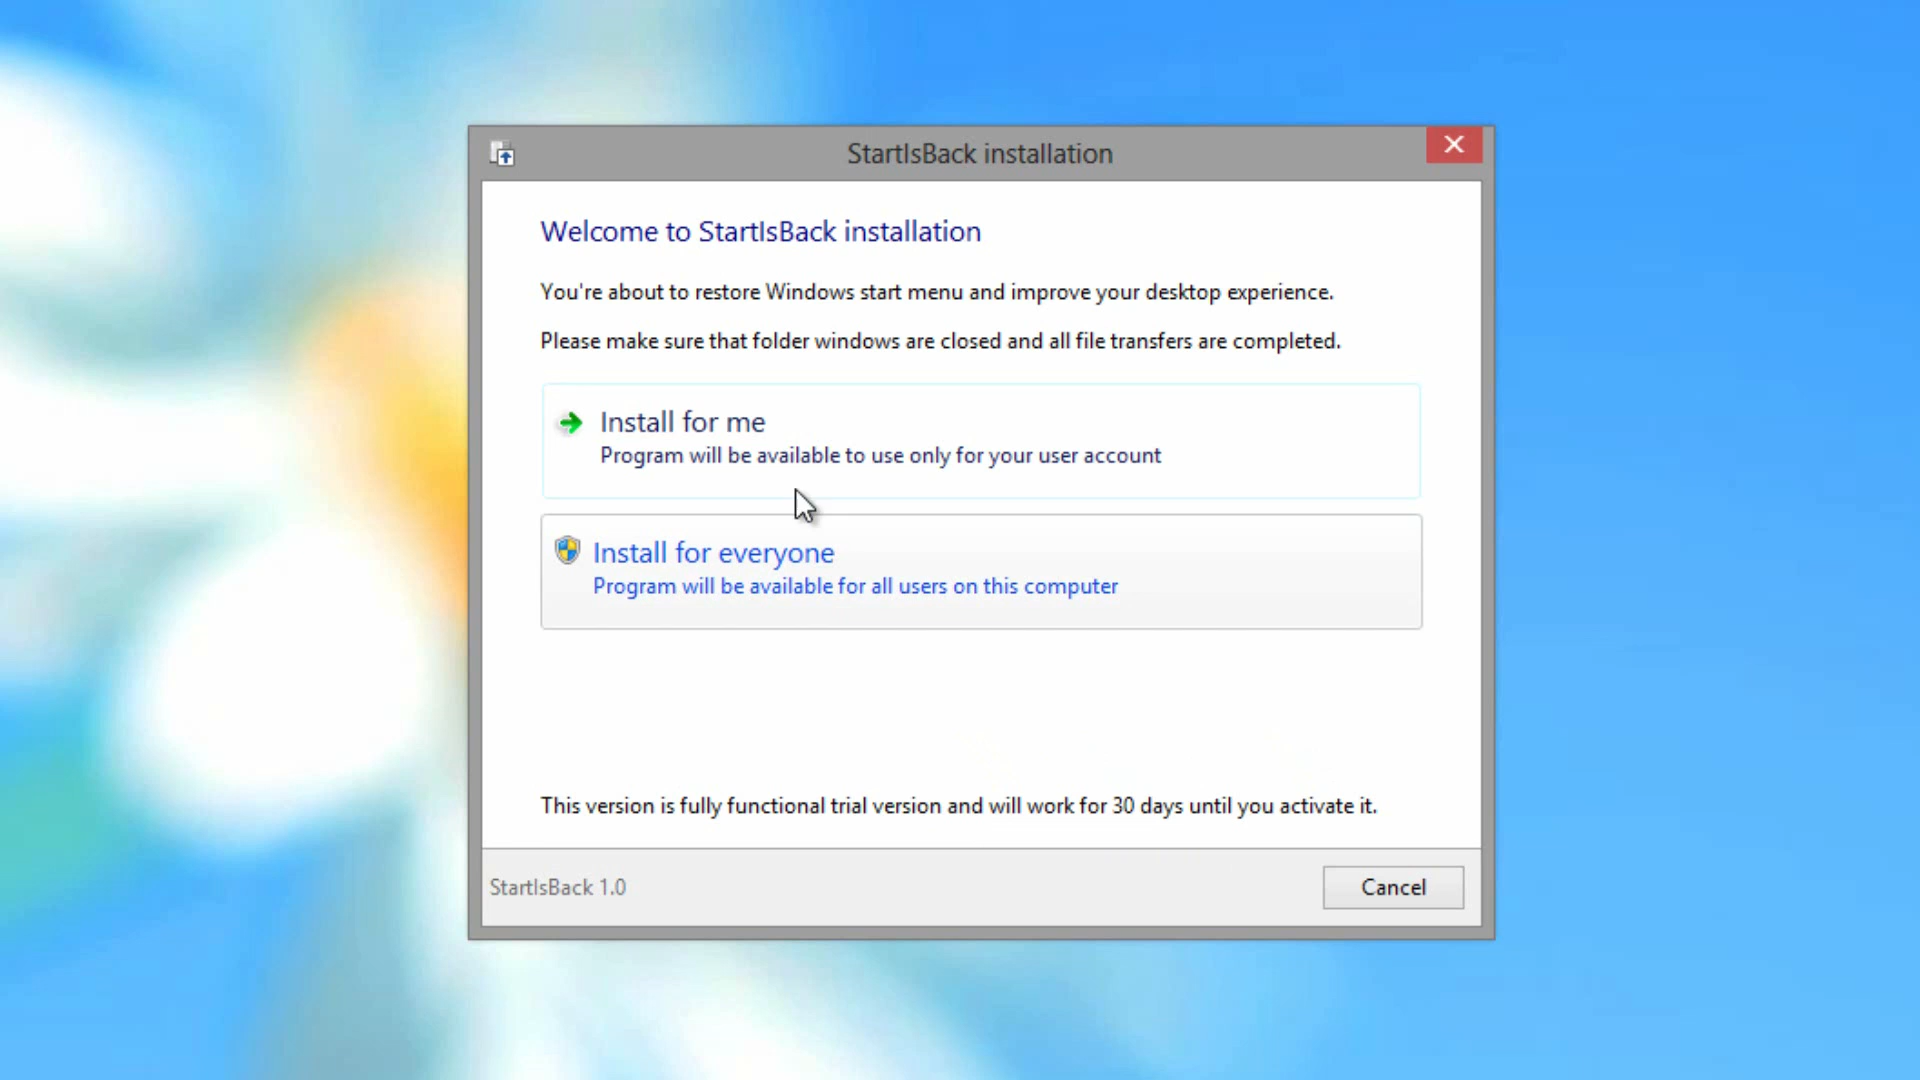 StartIsBack installation
Welcome to StartIsBack installation
You're about to restore Windows start menu and improve your desktop experience.
Please make sure that folder windows are closed and all file transfers are completed.
Install for me
Program will be available to use only for your user account
Install for everyone
Program will be available for all users on this computer
This version is fully functional trial version and will work for 30 days until you activate it.
StartIsBack 1.0
Cancel